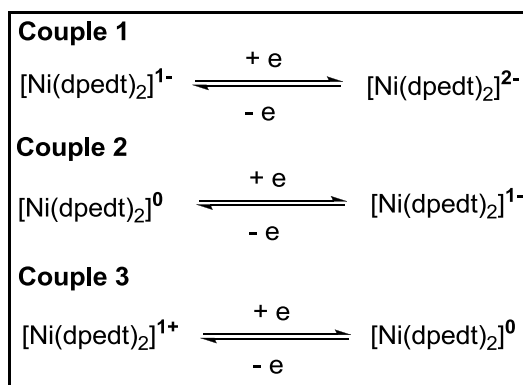 Couple 1
+ e
[Ni(dpedt)₂]¹⁻ [Ni(dpedt)₂]²⁻
- e
Couple 2
+ e
[Ni(dpedt)₂]⁰ [Ni(dpedt)₂]¹⁻
- e
Couple 3
+ e
[Ni(dpedt)₂]¹⁺ [Ni(dpedt)₂]⁰
- e